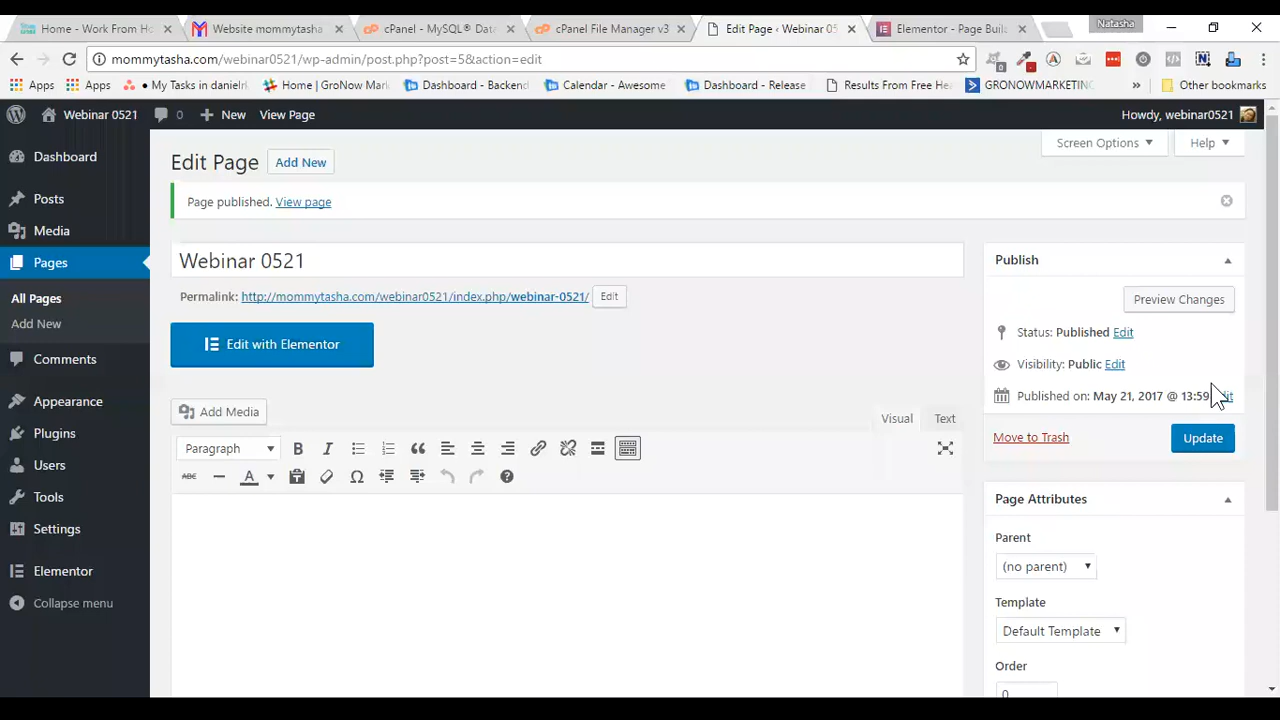 Natasha
Home - Work From Ho
Website mommytasha
cPanel - MySQL® Data
cPanel File Manager v3
Edit Page ‹ Webinar 05
Elementor - Page Buil
mommytasha.com/webinar0521/wp-admin/post.php?post=5&action=edit
Apps
Apps
My Tasks in danielr
Home | GroNow Mark
Dashboard - Backend
Calendar - Awesome
Dashboard - Release
Results From Free He
GRONOWMARKETING
»
Other bookmarks
Webinar 0521
0
New
View Page
Howdy, webinar0521
Dashboard
Posts
Media
Pages
All Pages
Add New
Comments
Appearance
Plugins
Users
Tools
Settings
Elementor
Collapse menu
Screen Options
Help
Edit Page
Add New
Page published. View page
Webinar 0521
Permalink: http://mommytasha.com/webinar0521/index.php/webinar-0521/
Edit
Edit with Elementor
Add Media
Visual
Text
Paragraph
B
I
ABC
A
Ω
Publish
Preview Changes
Status: Published Edit
Visibility: Public Edit
Published on: May 21, 2017 @ 13:59
Move to Trash
Update
Page Attributes
Parent
(no parent)
Template
Default Template
Order
0